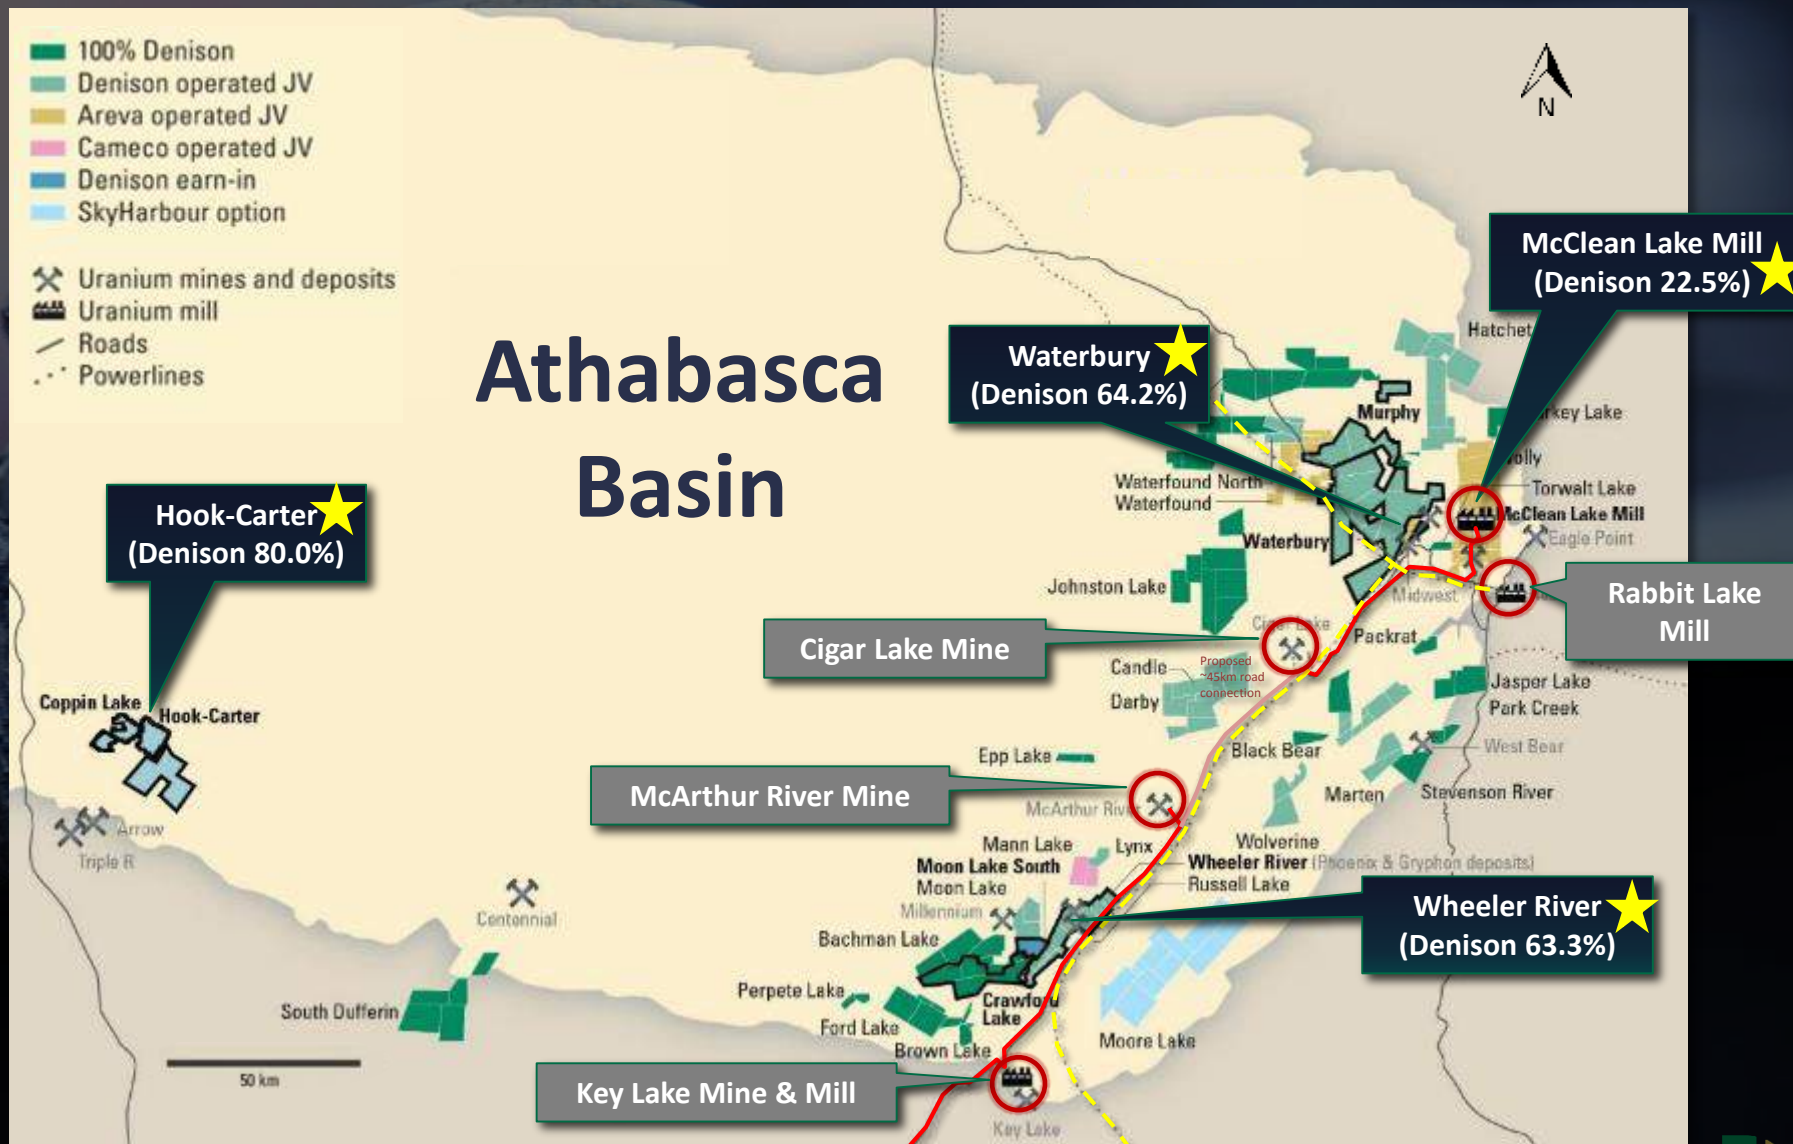 100% Denison
Denison operated JV
Areva operated JV
Cameco operated JV
Denison earn-in
SkyHarbour option
Uranium mines and deposits
Uranium mill
Roads
Powerlines
N
Athabasca
Basin
McClean Lake Mill
(Denison 22.5%)
Hatchet
Waterbury
(Denison 64.2%)
Murphy
Waterfound North
Waterfound
Torwalt Lake
McClean Lake Mill
Eagle Point
Hook-Carter
(Denison 80.0%)
Waterbury
Johnston Lake
Midwest
Rabbit Lake
Mill
Cigar Lake Mine
Cigar Lake
Packrat
Candle
Proposed
~45km road
connection
Darby
Jasper Lake
Park Creek
Coppin Lake
Hook-Carter
Black Bear
West Bear
Epp Lake
McArthur River Mine
McArthur River
Marten
Stevenson River
Arrow
Triple R
Mann Lake
Lynx
Wolverine
Moon Lake South
Wheeler River (Phoenix & Gryphon deposits)
Moon Lake
Russell Lake
Millennium
Centennial
Wheeler River
(Denison 63.3%)
Bachman Lake
Perpete Lake
South Dufferin
Crawford
Lake
Ford Lake
Brown Lake
Moore Lake
50 km
Key Lake Mine & Mill
Key Lake